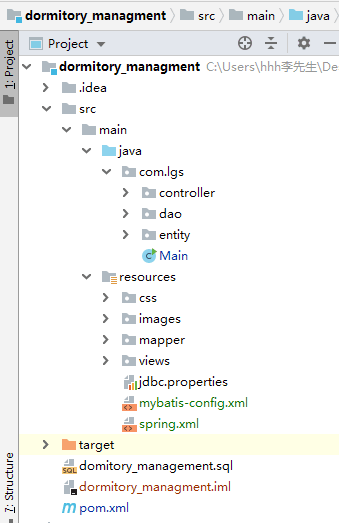 dormitory_managment src main java
1: Project
Project
dormitory_managment C:\Users\hhh李先生\De
.idea
src
main
java
com.lgs
controller
dao
entity
Main
resources
css
images
mapper
views
jdbc.properties
mybatis-config.xml
spring.xml
target
domitory_management.sql
dormitory_managment.iml
pom.xml
7: Structure